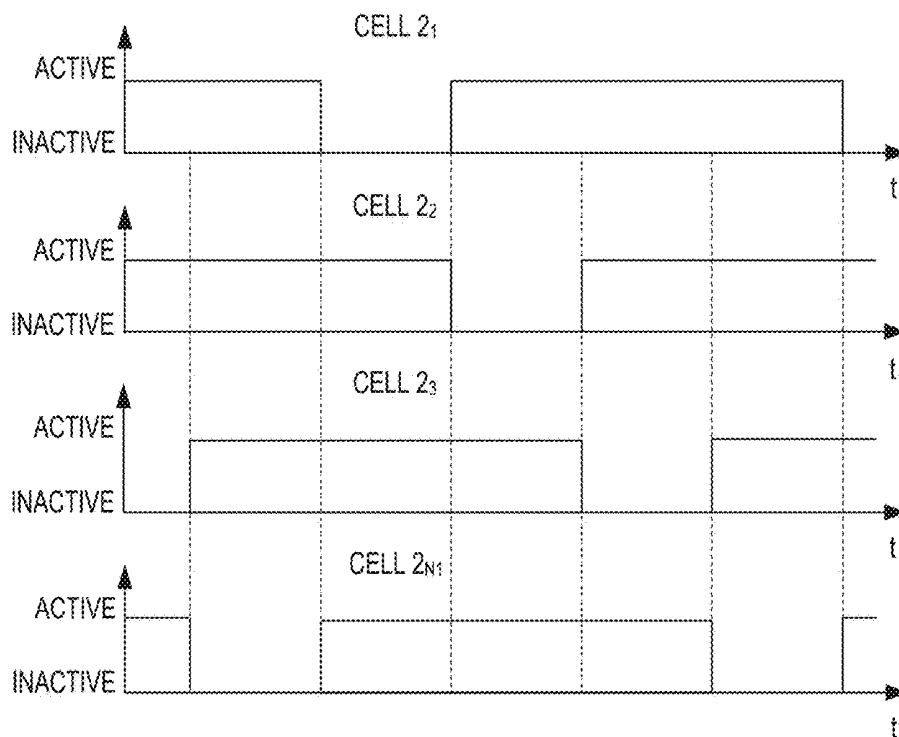 CELL 2₁
ACTIVE
INACTIVE
t
CELL 2₂
ACTIVE
INACTIVE
t
CELL 2₃
ACTIVE
INACTIVE
t
CELL 2N1
ACTIVE
INACTIVE
t